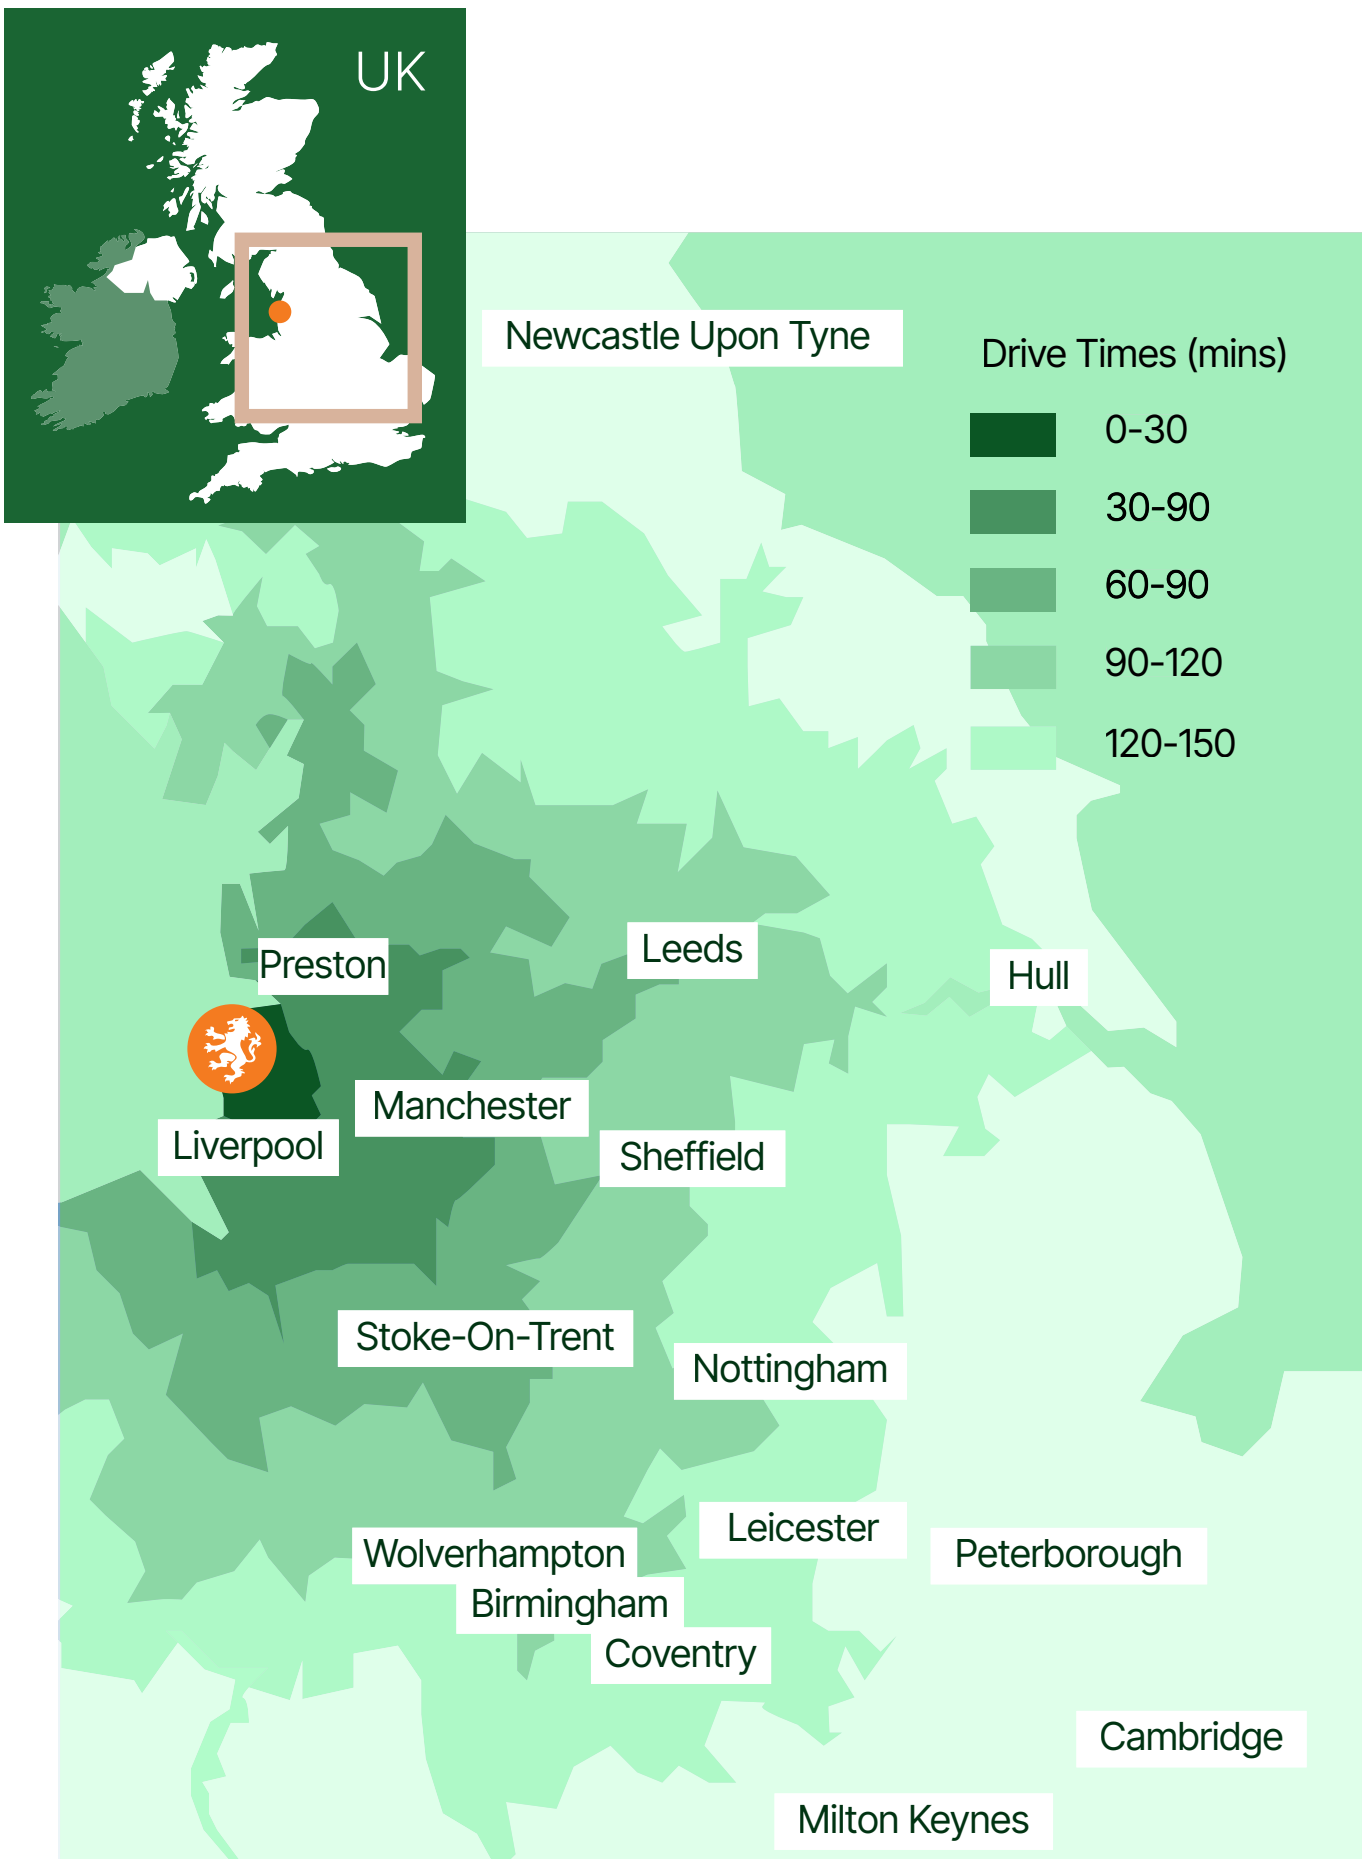 UK
Newcastle Upon Tyne
Drive Times (mins)
0-30
30-90
60-90
90-120
120-150
Leeds
Preston
Hull
Manchester
Liverpool
Sheffield
Stoke-On-Trent
Nottingham
Leicester
Wolverhampton
Peterborough
Birmingham
Coventry
Cambridge
Milton Keynes